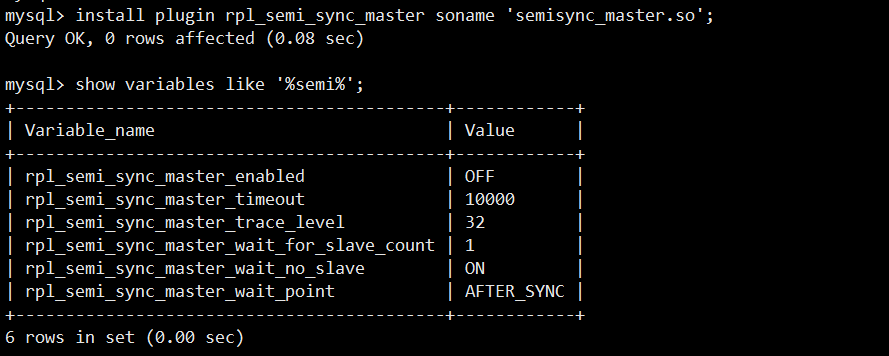 mysql> install plugin rpl_semi_sync_master soname 'semisync_master.so';
Query OK, 0 rows affected (0.08 sec)
mysql> show variables like '%semi%';
+-------------------------------------------+------------+
| Variable_name                             | Value      |
+-------------------------------------------+------------+
| rpl_semi_sync_master_enabled              | OFF        |
| rpl_semi_sync_master_timeout              | 10000      |
| rpl_semi_sync_master_trace_level          | 32         |
| rpl_semi_sync_master_wait_for_slave_count | 1          |
| rpl_semi_sync_master_wait_no_slave        | ON         |
| rpl_semi_sync_master_wait_point           | AFTER_SYNC |
+-------------------------------------------+------------+
6 rows in set (0.00 sec)